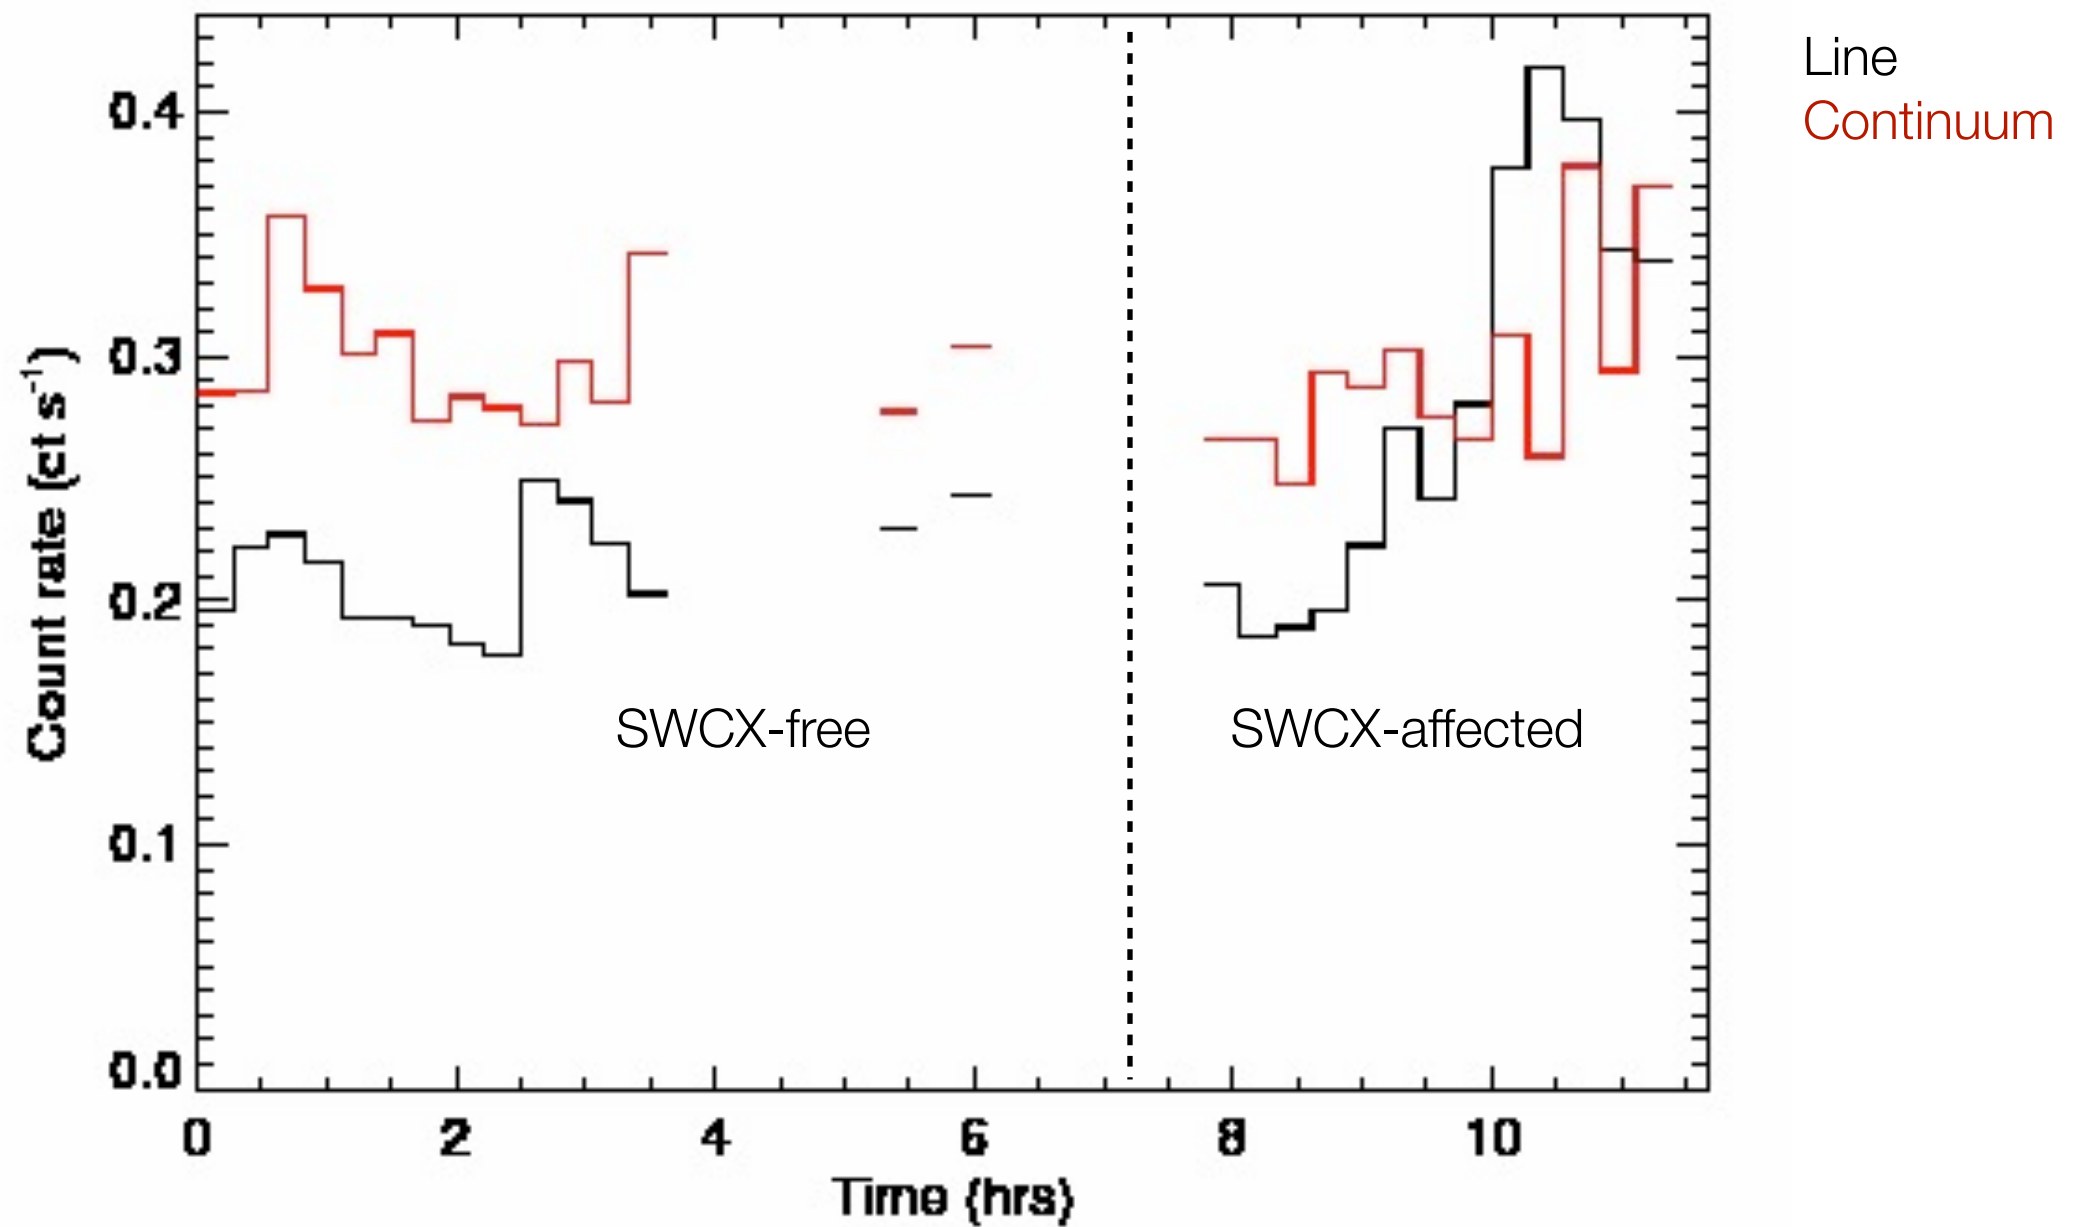 Line
Continuum
0.4
0.3
0.2
0.1
0.0
Count rate (ct s⁻¹)
SWCX-free
SWCX-affected
0 2 4 6 8 10
Time (hrs)